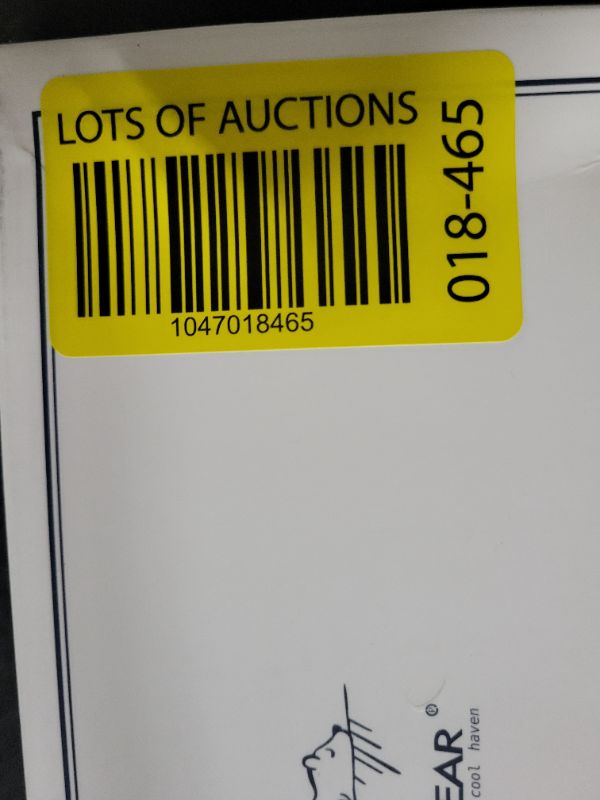 LOTS OF AUCTIONS
018-465
1047018465
EAR ®
cool haven